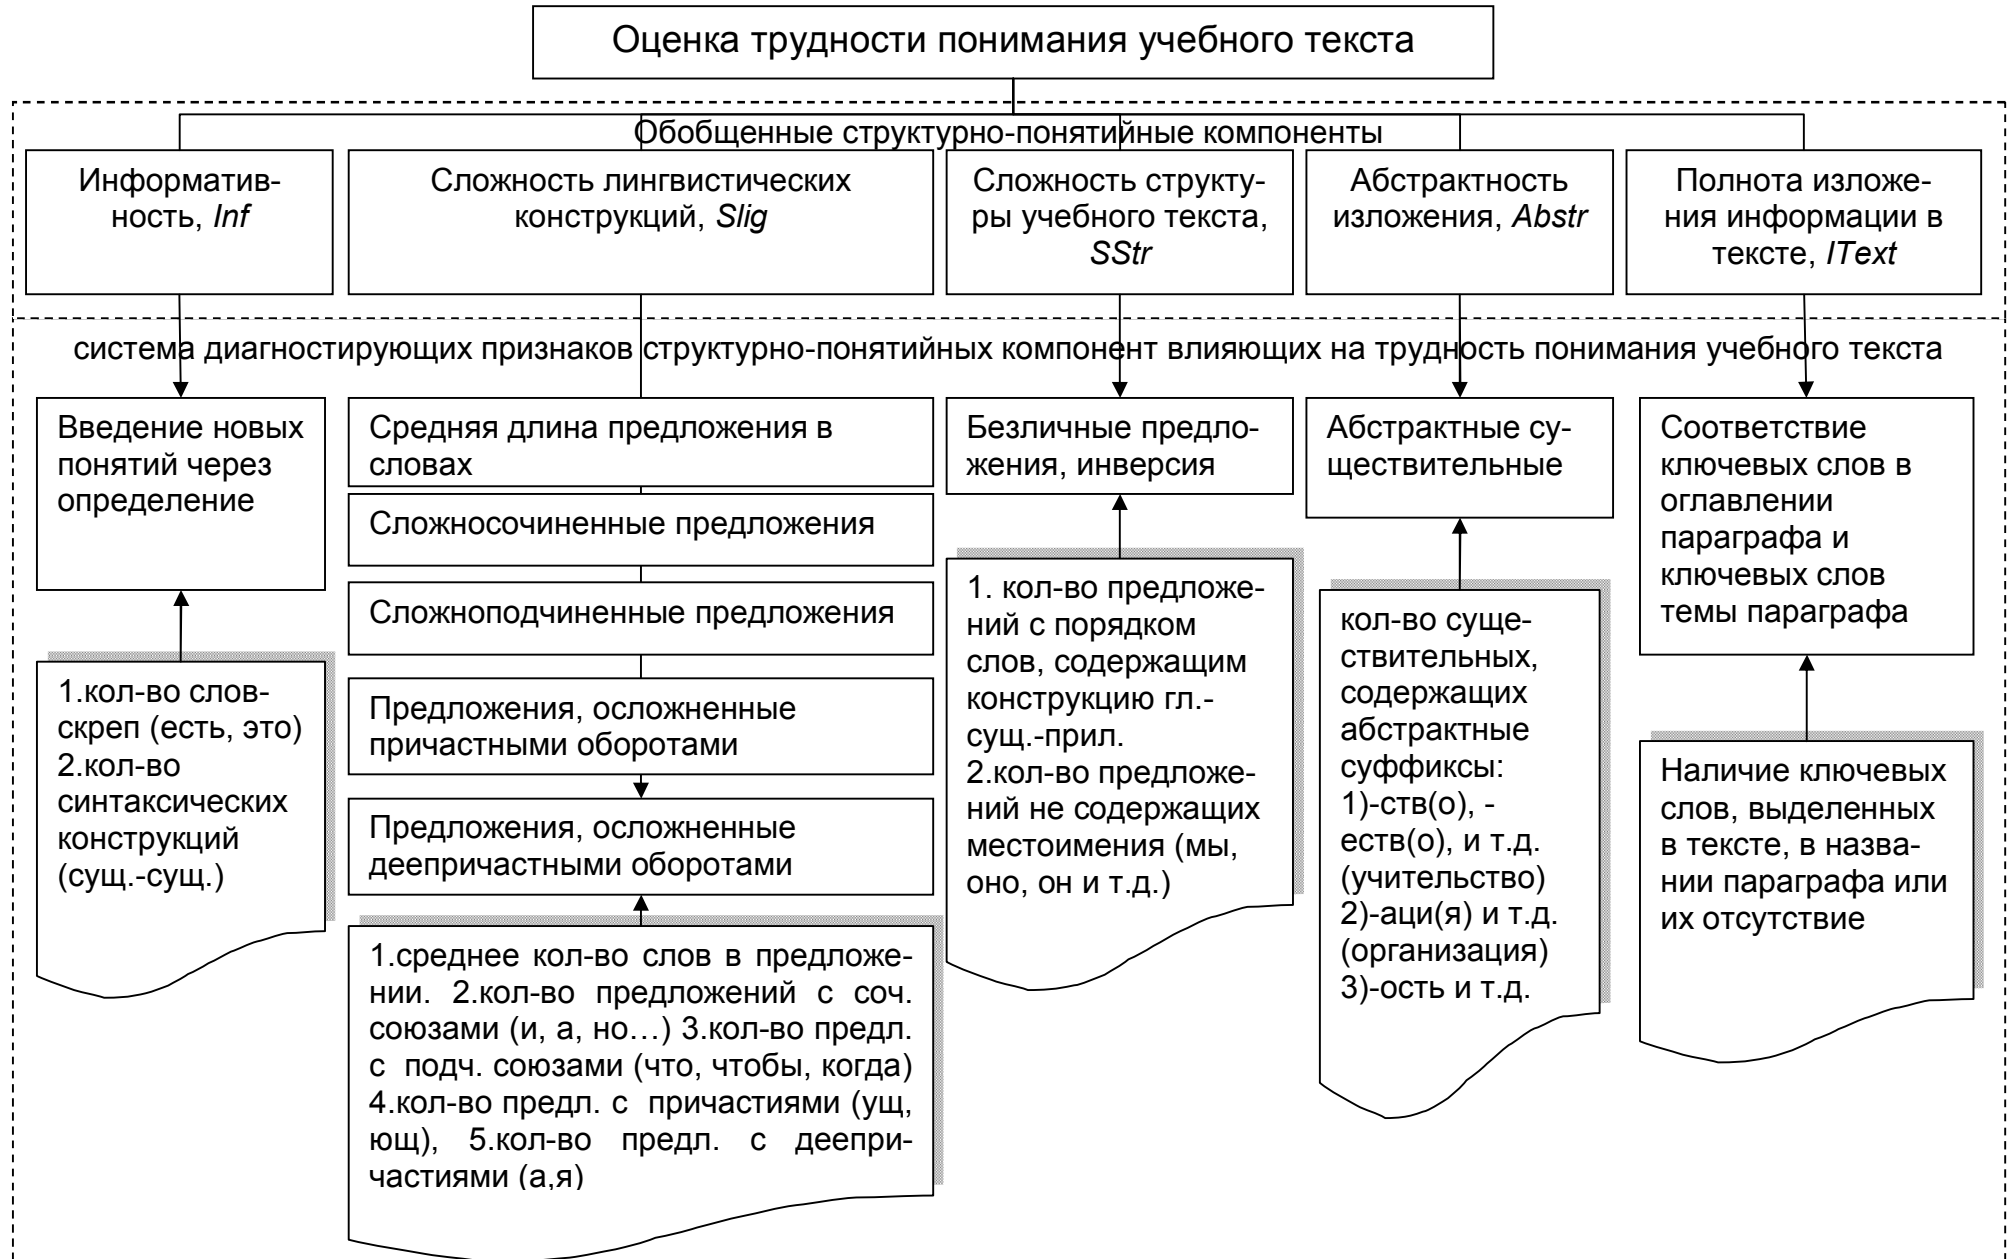 Оценка трудности понимания учебного текста
Обобщенные структурно-понятийные компоненты
Информатив-
ность, Inf
Сложность лингвистических
конструкций, Slig
Сложность структу-
ры учебного текста,
SStr
Абстрактность
изложения, Abstr
Полнота изложе-
ния информации в
тексте, IText
система диагностирующих признаков структурно-понятийных компонент влияющих на трудность понимания учебного текста
Введение новых
понятий через
определение
1.кол-во слов-
скреп (есть, это)
2.кол-во
синтаксических
конструкций
(сущ.-сущ.)
Средняя длина предложения в
словах
Сложносочиненные предложения
Сложноподчиненные предложения
Предложения, осложненные
причастными оборотами
Предложения, осложненные
деепричастными оборотами
1.среднее кол-во слов в предложе-
нии. 2.кол-во предложений с соч.
союзами (и, а, но…) 3.кол-во предл.
с подч. союзами (что, чтобы, когда)
4.кол-во предл. с причастиями (ущ,
ющ), 5.кол-во предл. с деепри-
частиями (а,я)
Безличные предло-
жения, инверсия
1. кол-во предложе-
ний с порядком
слов, содержащим
конструкцию гл.-
сущ.-прил.
2.кол-во предложе-
ний не содержащих
местоимения (мы,
оно, он и т.д.)
Абстрактные су-
ществительные
кол-во суще-
ствительных,
содержащих
абстрактные
суффиксы:
1)-ств(о), -
еств(о), и т.д.
(учительство)
2)-аци(я) и т.д.
(организация)
3)-ость и т.д.
Соответствие
ключевых слов в
оглавлении
параграфа и
ключевых слов
темы параграфа
Наличие ключевых
слов, выделенных
в тексте, в назва-
нии параграфа или
их отсутствие